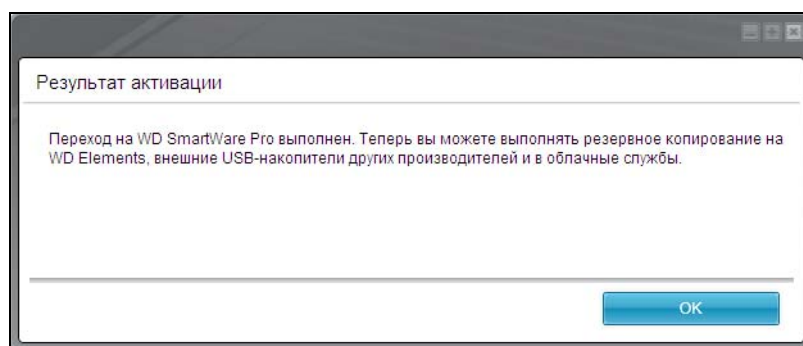 Результат активации
Переход на WD SmartWare Pro выполнен. Теперь вы можете выполнять резервное копирование на
WD Elements, внешние USB-накопители других производителей и в облачные службы.
OK